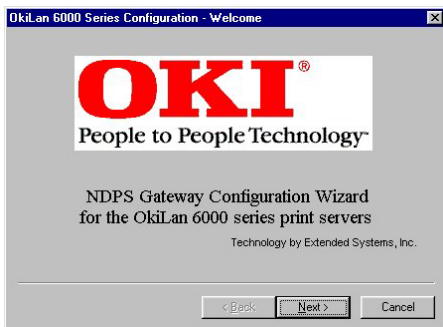 OkiLan 6000 Series Configuration - Welcome
OKI®
People to People Technology™
NDPS Gateway Configuration Wizard
for the OkiLan 6000 series print servers
Technology by Extended Systems, Inc.
< Back
Next >
Cancel